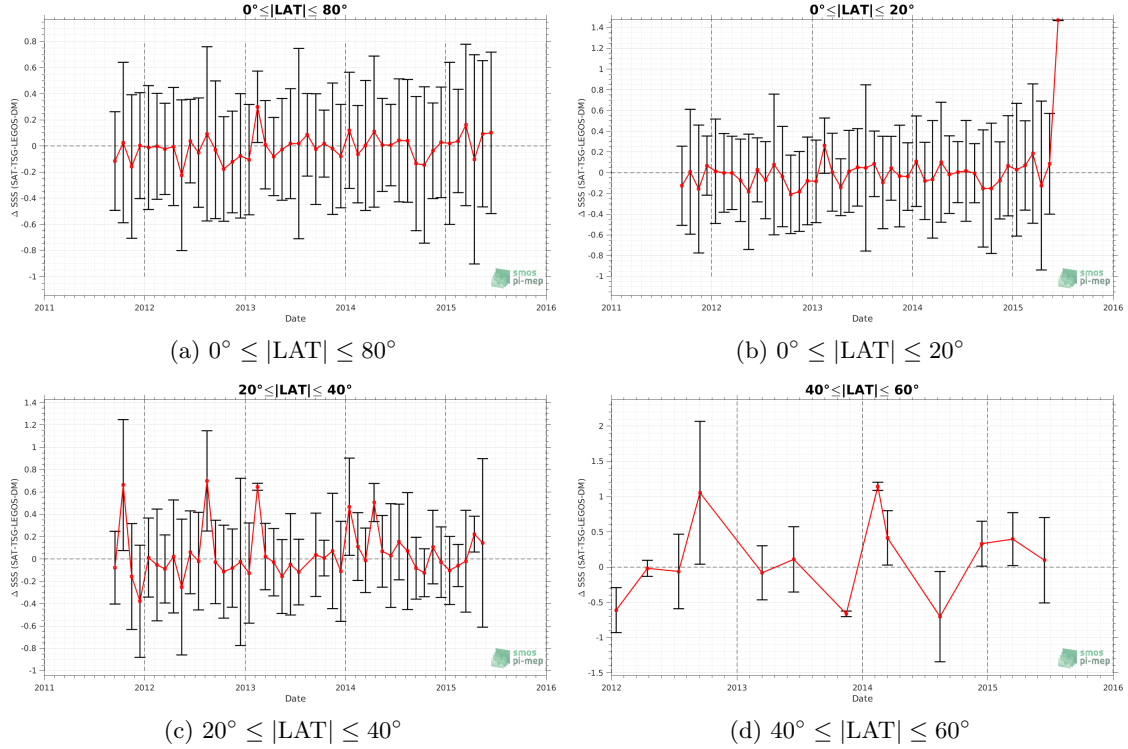 0°≤|LAT|≤ 80°
Δ SSS (SAT-TSG-LEGOS-DM)
0.8
0.6
0.4
0.2
0
-0.2
-0.4
-0.6
-0.8
-1
2011 2012 2013 2014 2015 2016
Date
smos
pi-mep
(a) 0° ≤ |LAT| ≤ 80°
0°≤|LAT|≤ 20°
Δ SSS (SAT-TSG-LEGOS-DM)
1.4
1.2
1
0.8
0.6
0.4
0.2
0
-0.2
-0.4
-0.6
-0.8
-1
2011 2012 2013 2014 2015 2016
Date
smos
pi-mep
(b) 0° ≤ |LAT| ≤ 20°
20°≤|LAT|≤ 40°
Δ SSS (SAT-TSG-LEGOS-DM)
1.4
1.2
1
0.8
0.6
0.4
0.2
0
-0.2
-0.4
-0.6
-0.8
-1
2011 2012 2013 2014 2015 2016
Date
smos
pi-mep
(c) 20° ≤ |LAT| ≤ 40°
40°≤|LAT|≤ 60°
Δ SSS (SAT-TSG-LEGOS-DM)
2
1.5
1
0.5
0
-0.5
-1
-1.5
2012 2013 2014 2015 2016
Date
smos
pi-mep
(d) 40° ≤ |LAT| ≤ 60°